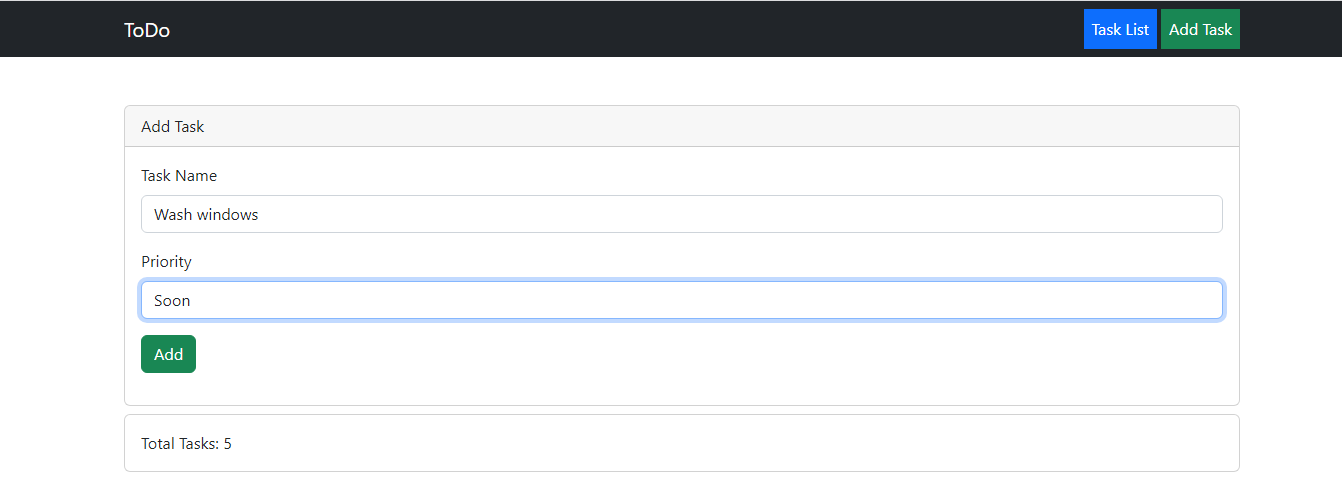 ToDo
Task List Add Task
Add Task
Task Name
Wash windows
Priority
Soon
Add
Total Tasks: 5